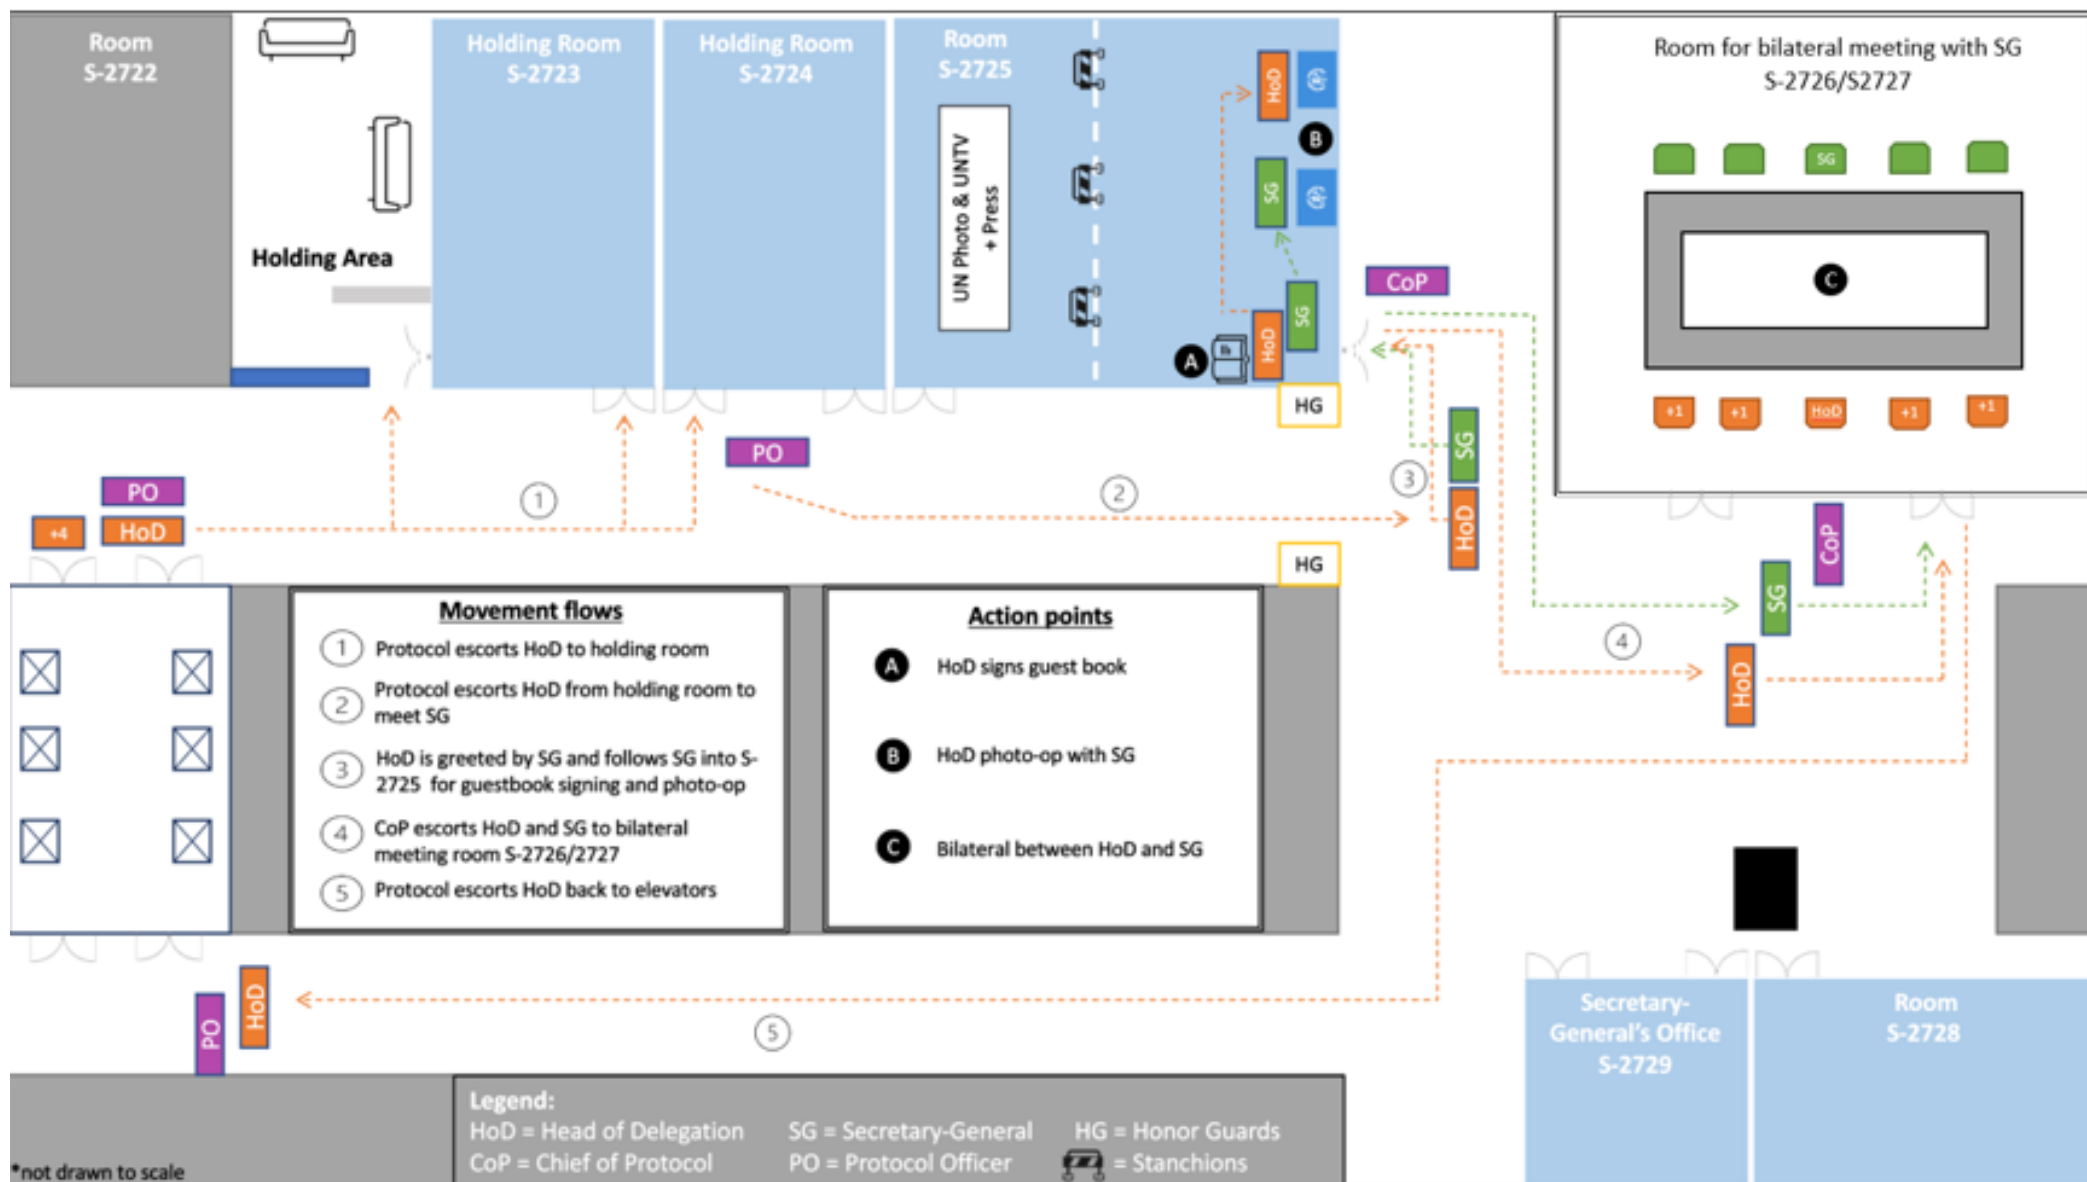 Room
S-2722
Holding Room
S-2723
Holding Room
S-2724
Room
S-2725
Room for bilateral meeting with SG
S-2726/S2727
Holding Area
UN Photo & UNTV
+ Press
HoD
B
SG
SG
HoD
A
CoP
SG
C
+1
+1
HoD
+1
+1
HG
PO
PO
+4
HoD
1
2
3
SG
HoD
HG
CoP
SG
HoD
4
Movement flows
1 Protocol escorts HoD to holding room
2 Protocol escorts HoD from holding room to
meet SG
3 HoD is greeted by SG and follows SG into S-
2725 for guestbook signing and photo-op
4 CoP escorts HoD and SG to bilateral
meeting room S-2726/2727
5 Protocol escorts HoD back to elevators
Action points
A HoD signs guest book
B HoD photo-op with SG
C Bilateral between HoD and SG
HoD
PO
5
Secretary-
General's Office
S-2729
Room
S-2728
Legend:
HoD = Head of Delegation SG = Secretary-General HG = Honor Guards
CoP = Chief of Protocol PO = Protocol Officer = Stanchions
*not drawn to scale